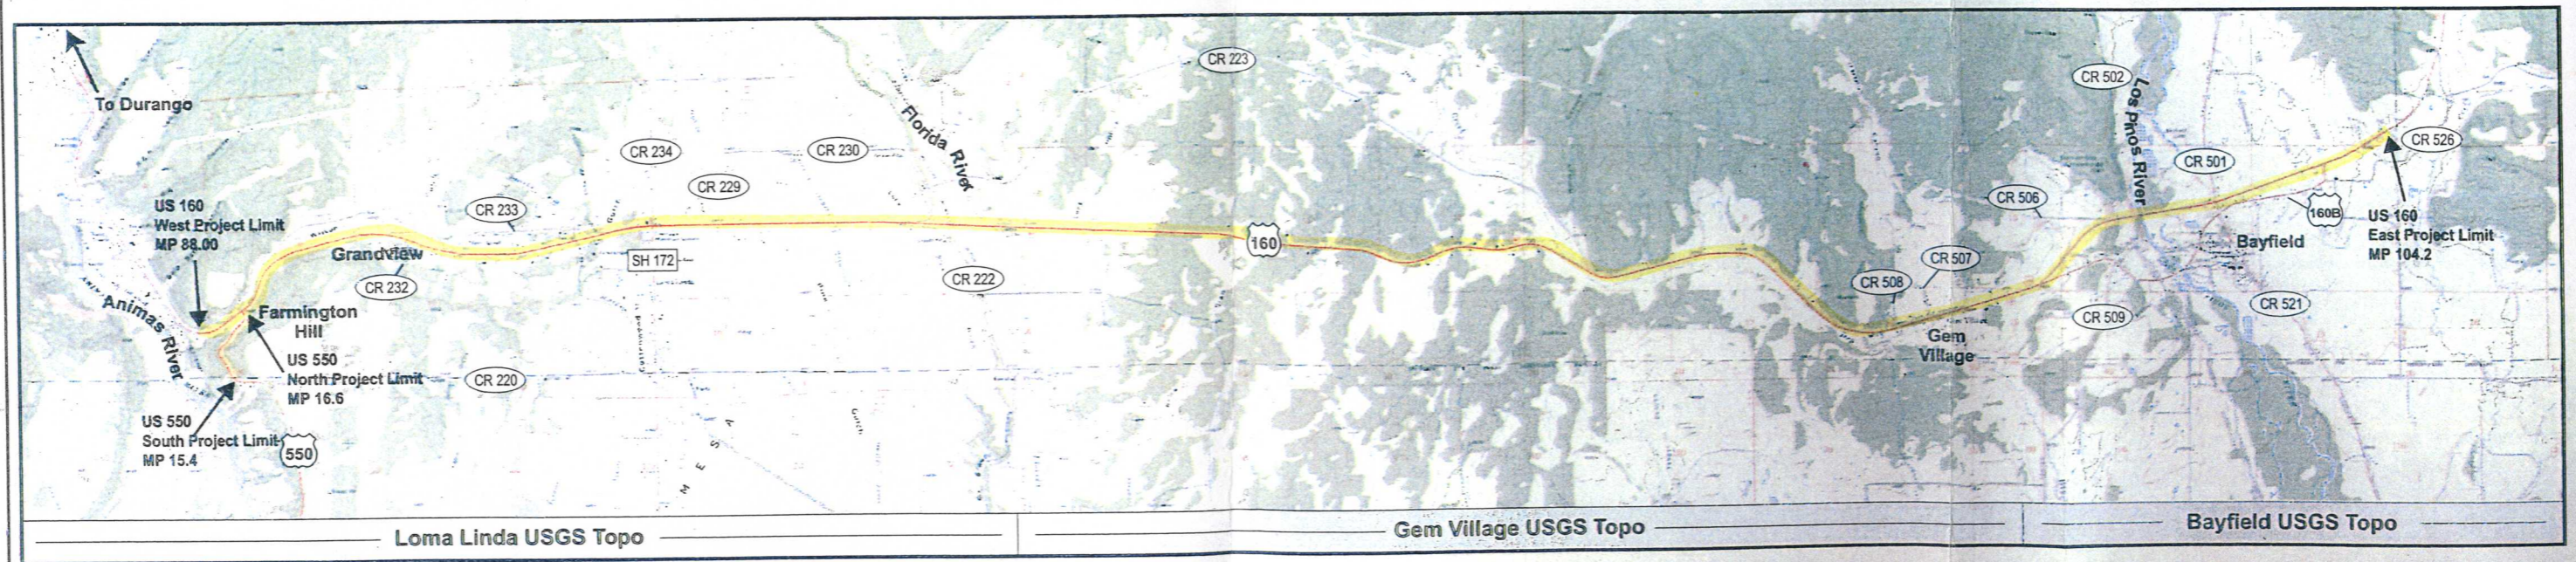 To Durango
US 160
West Project Limit
MP 88.00
Animas River
Grandview
CR 232
CR 233
Farmington
Hill
US 550
North Project Limit
MP 16.6
US 550
South Project Limit
MP 15.4
550
CR 220
CR 234
CR 229
CR 230
SH 172
Florida River
CR 222
MESA
CR 223
160
CR 502
Los Pinos River
CR 501
CR 526
CR 506
CR 507
CR 508
160B
Bayfield
US 160
East Project Limit
MP 104.2
CR 509
CR 521
Gem
Village
Loma Linda USGS Topo
Gem Village USGS Topo
Bayfield USGS Topo